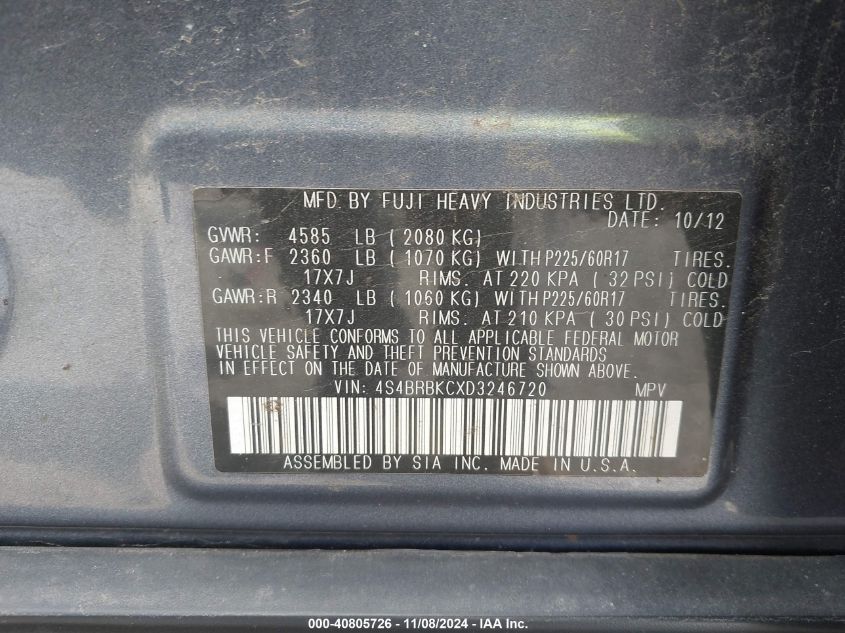 MFD. BY FUJI HEAVY INDUSTRIES LTD.
DATE: 10/12
GVWR: 4585 LB ( 2080 KG)
GAWR:F 2360 LB ( 1070 KG) WITH P225/60R17 TIRES.
17X7J RIMS. AT 220 KPA ( 32 PSI) COLD
GAWR:R 2340 LB ( 1060 KG) WITH P225/60R17 TIRES.
17X7J RIMS. AT 210 KPA ( 30 PSI) COLD
THIS VEHICLE CONFORMS TO ALL APPLICABLE FEDERAL MOTOR
VEHICLE SAFETY AND THEFT PREVENTION STANDARDS
IN EFFECT ON THE DATE OF MANUFACTURE SHOWN ABOVE.
VIN: 4S4BRBKCXD3246720 MPV
ASSEMBLED BY SIA INC. MADE IN U.S.A.
000-40805726 - 11/08/2024 - IAA Inc.